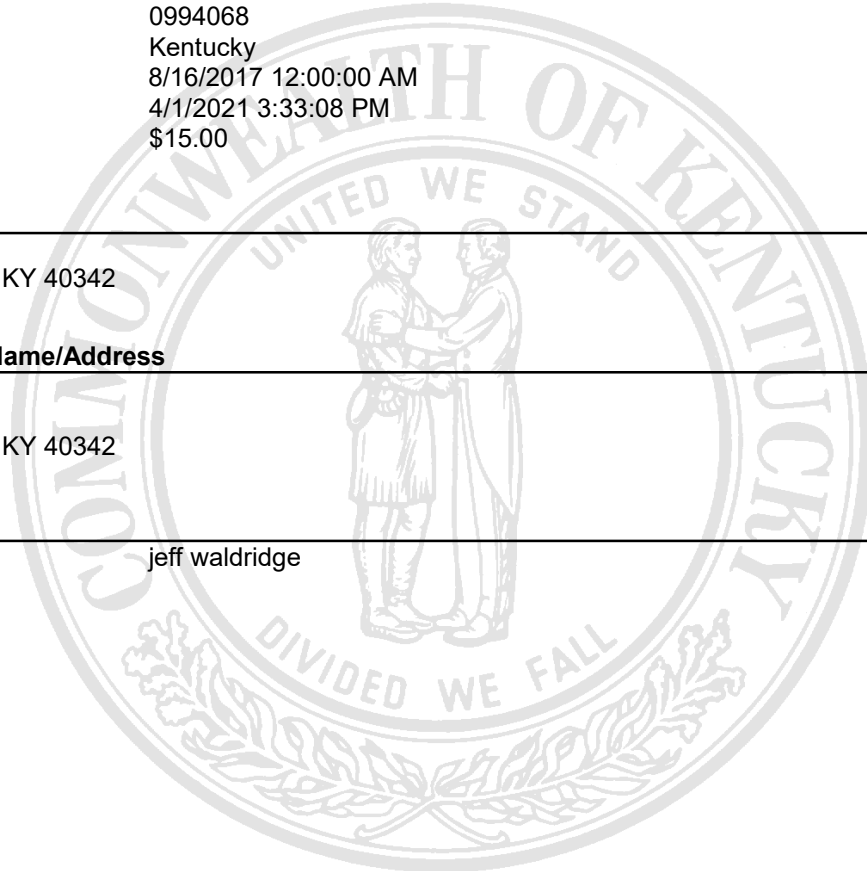 0994068
Kentucky
8/16/2017 12:00:00 AM
4/1/2021 3:33:08 PM
$15.00
COMMONWEALTH OF KENTUCKY
UNITED WE STAND
KY 40342
Name/Address
KY 40342
jeff waldridge
DIVIDED WE FALL